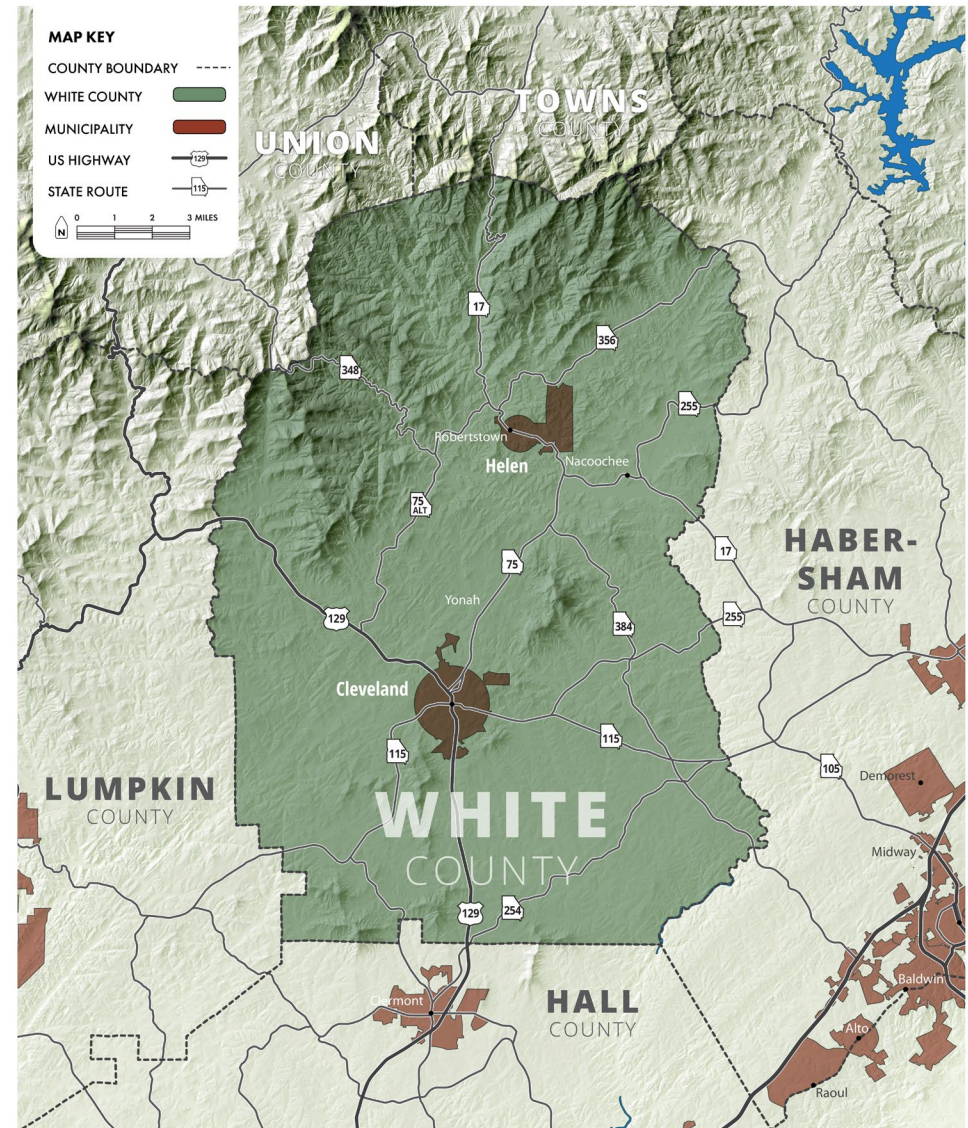 MAP KEY
COUNTY BOUNDARY
WHITE COUNTY
MUNICIPALITY
US HIGHWAY 129
STATE ROUTE 115
N 0 1 2 3 MILES
TOWNS
COUNTY
UNION
COUNTY
17
356
348
255
Robertstown
Helen
Nacoochee
75
ALT
75
17
HABER-
SHAM
COUNTY
Yonah
129
384
255
Cleveland
115
115
105
Demorest
LUMPKIN
COUNTY
WHITE
COUNTY
Midway
129
254
Baldwin
Clermont
HALL
COUNTY
Alto
Raoul